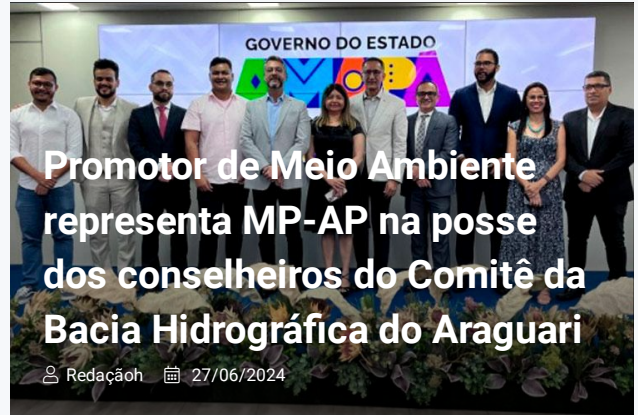 GOVERNO DO ESTADO
AMAPÁ
Promotor de Meio Ambiente
representa MP-AP na posse
dos conselheiros do Comitê da
Bacia Hidrográfica do Araguari
Redaçãoh 27/06/2024